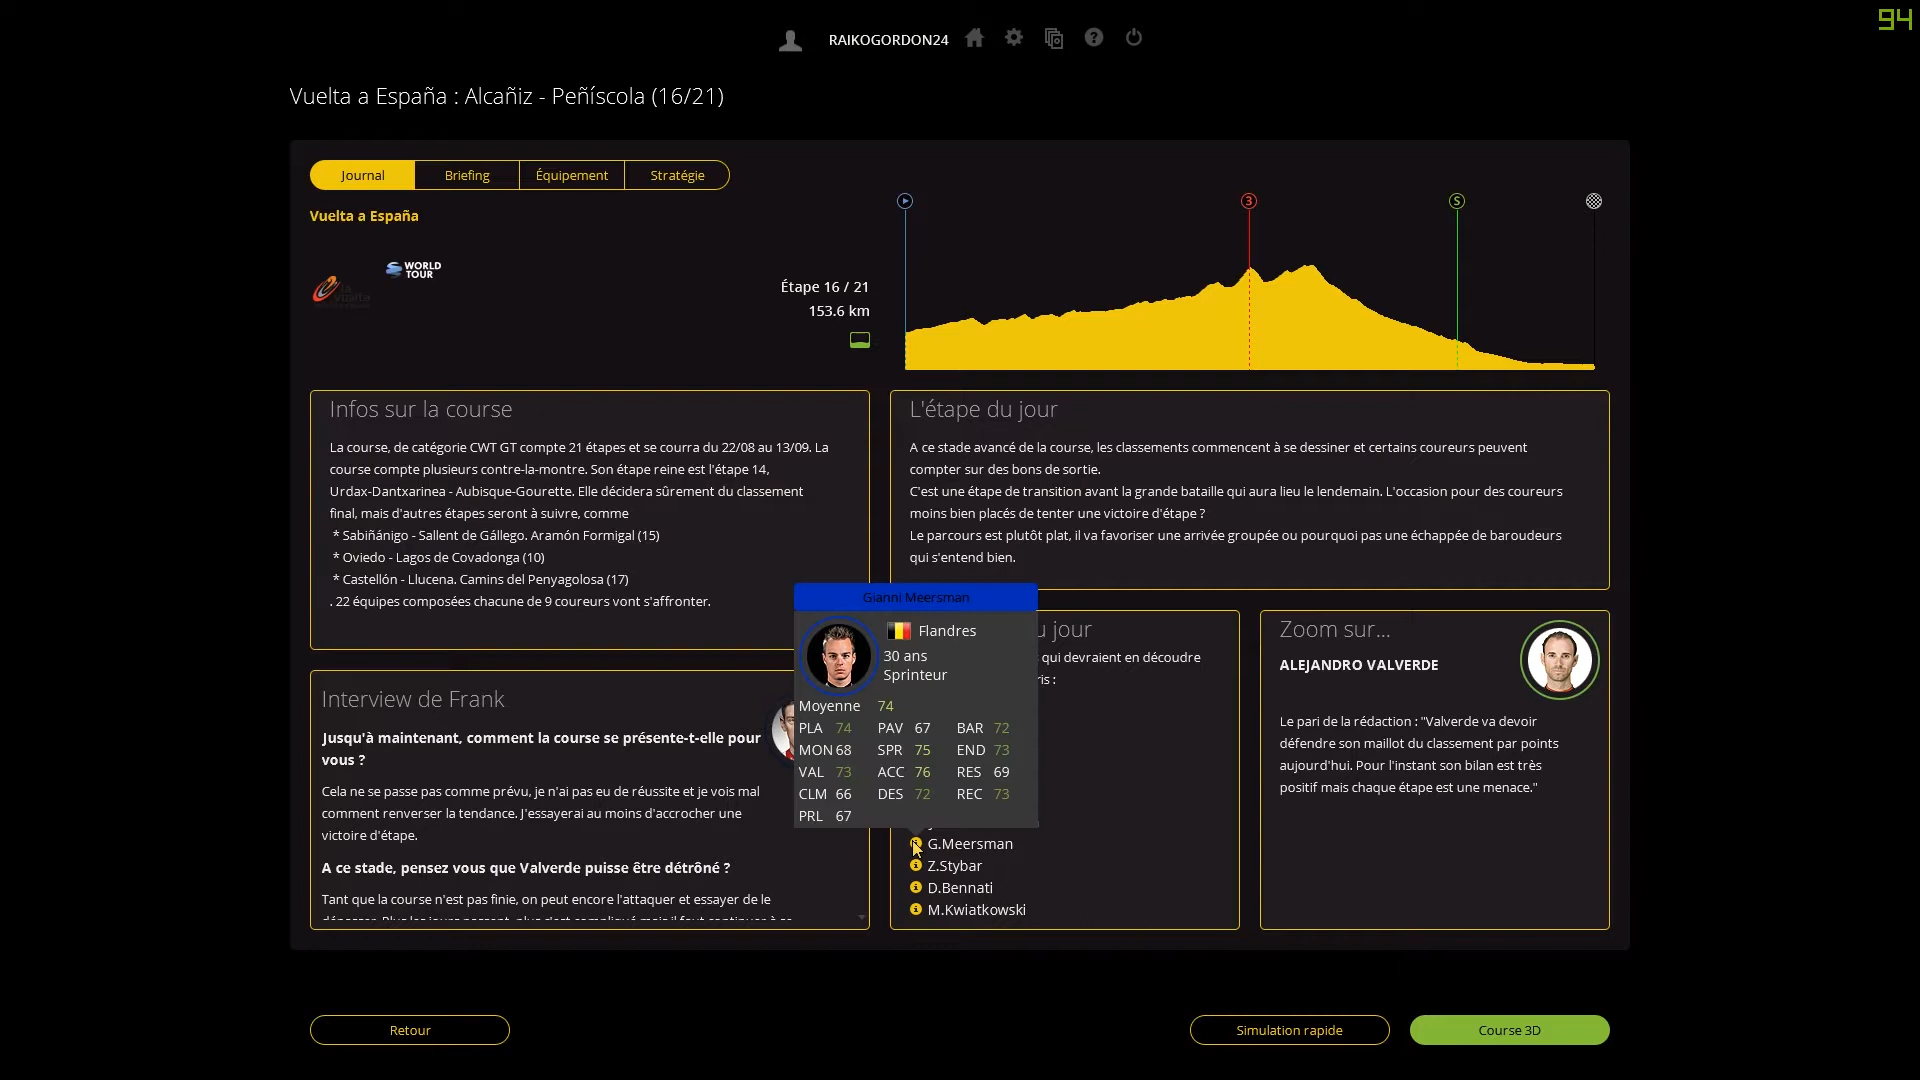 94
RAIKOGORDON24
Vuelta a España : Alcañiz - Peñíscola (16/21)
Journal
Briefing
Équipement
Stratégie
Vuelta a España
WORLD
TOUR
la
vuelta
Étape 16 / 21
153.6 km
3
S
Infos sur la course
La course, de catégorie CWT GT compte 21 étapes et se courra du 22/08 au 13/09. La
course compte plusieurs contre-la-montre. Son étape reine est l'étape 14,
Urdax-Dantxarinea - Aubisque-Gourette. Elle décidera sûrement du classement
final, mais d'autres étapes seront à suivre, comme
* Sabiñánigo - Sallent de Gállego. Aramón Formigal (15)
* Oviedo - Lagos de Covadonga (10)
* Castellón - Llucena. Camins del Penyagolosa (17)
. 22 équipes composées chacune de 9 coureurs vont s'affronter.
L'étape du jour
A ce stade avancé de la course, les classements commencent à se dessiner et certains coureurs peuvent
compter sur des bons de sortie.
C'est une étape de transition avant la grande bataille qui aura lieu le lendemain. L'occasion pour des coureurs
moins bien placés de tenter une victoire d'étape ?
Le parcours est plutôt plat, il va favoriser une arrivée groupée ou pourquoi pas une échappée de baroudeurs
qui s'entend bien.
Interview de Frank
Jusqu'à maintenant, comment la course se présente-t-elle pour
vous ?
Cela ne se passe pas comme prévu, je n'ai pas eu de réussite et je vois mal
comment renverser la tendance. J'essayerai au moins d'accrocher une
victoire d'étape.
A ce stade, pensez vous que Valverde puisse être détrôné ?
Tant que la course n'est pas finie, on peut encore l'attaquer et essayer de le
Gianni Meersman
Flandres
30 ans
Sprinteur
Moyenne 74
PLA 74 PAV 67 BAR 72
MON 68 SPR 75 END 73
VAL 73 ACC 76 RES 69
CLM 66 DES 72 REC 73
PRL 67
u jour
qui devraient en découdre
ris :
G.Meersman
Z.Stybar
D.Bennati
M.Kwiatkowski
Zoom sur...
ALEJANDRO VALVERDE
Le pari de la rédaction : "Valverde va devoir
défendre son maillot du classement par points
aujourd'hui. Pour l'instant son bilan est très
positif mais chaque étape est une menace."
Retour
Simulation rapide
Course 3D